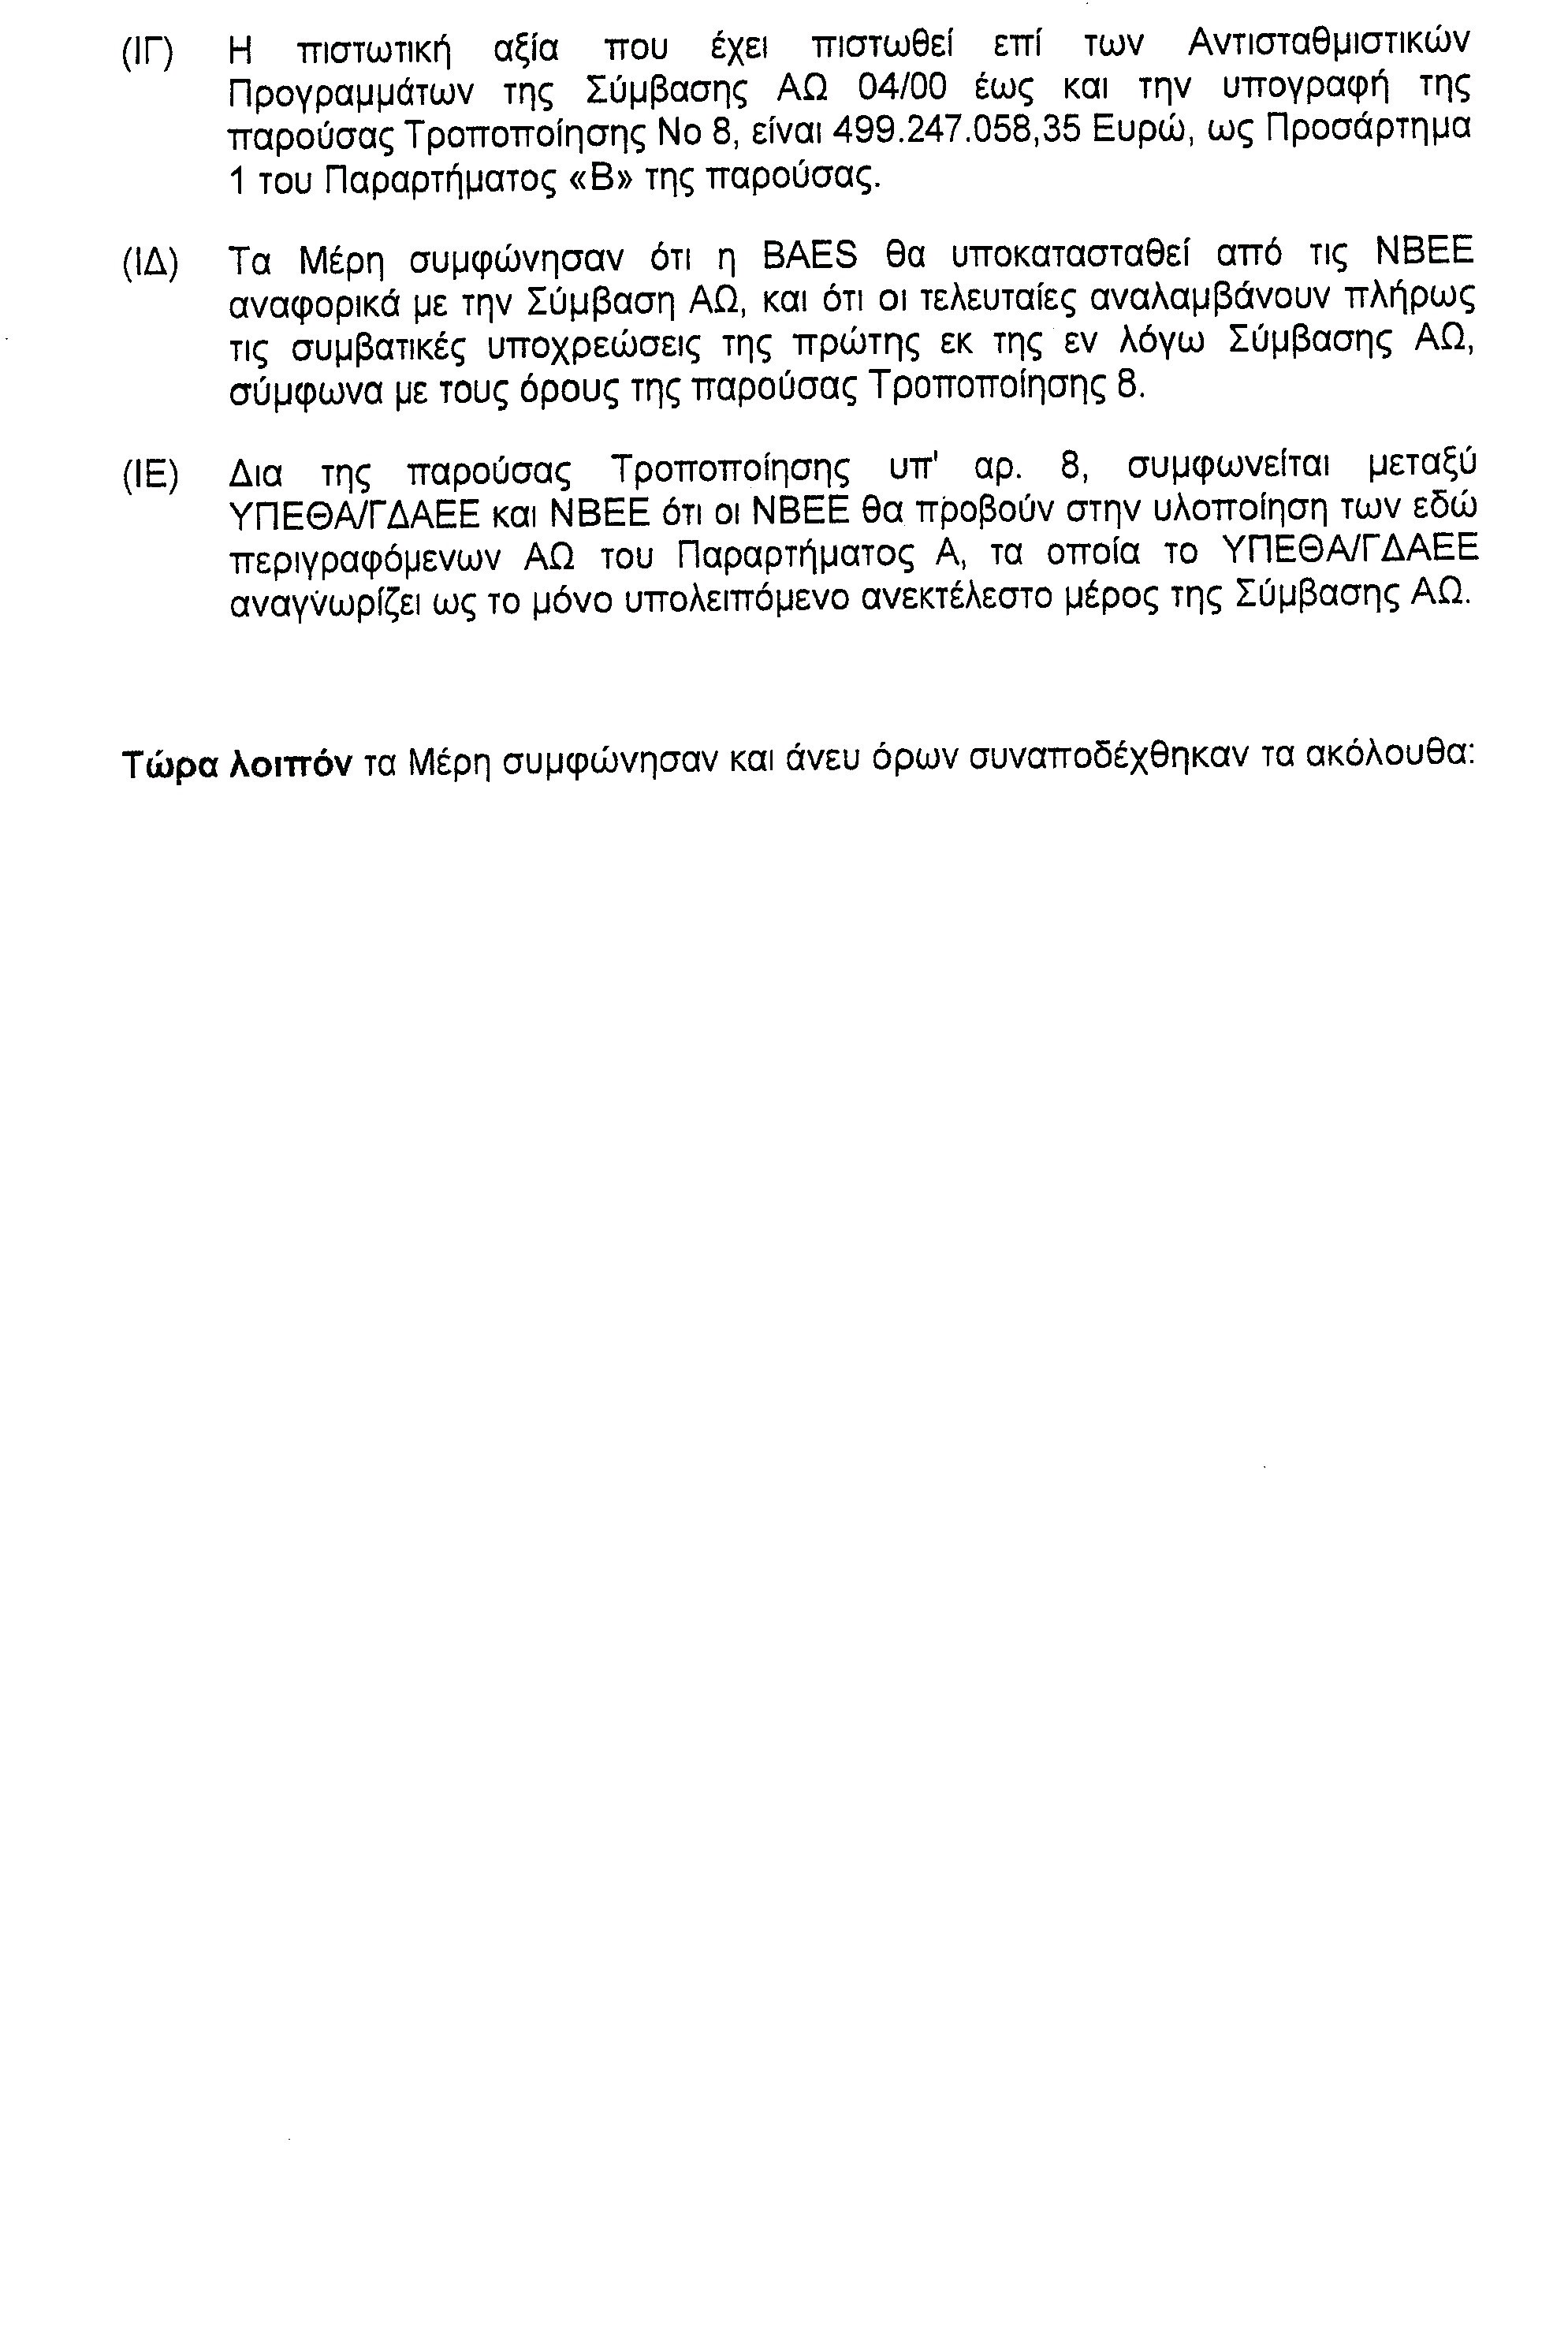 (ΙΓ) Η πιστωτική αξία που έχει πιστωθεί επί των Αντισταθμιστικών
Προγραμμάτων της Σύμβασης ΑΩ 04/00 έως και την υπογραφή της
παρούσας Τροποποίησης Νο 8, είναι 499.247.058,35 Ευρώ, ως Προσάρτημα
1 του Παραρτήματος «Β» της παρούσας.
(ΙΔ) Τα Μέρη συμφώνησαν ότι η BAES θα υποκατασταθεί από τις NBEE
αναφορικά με την Σύμβαση ΑΩ, και ότι οι τελευταίες αναλαμβάνουν πλήρως
τις συμβατικές υποχρεώσεις της πρώτης εκ της εν λόγω Σύμβασης ΑΩ,
σύμφωνα με τους όρους της παρούσας Τροποποίησης 8.
(ΙΕ) Δια της παρούσας Τροποποίησης υπ' αρ. 8, συμφωνείται μεταξύ
ΥΠΕΘΑ/ΓΔΑΕΕ και NBEE ότι οι NBEE θα προβούν στην υλοποίηση των εδώ
περιγραφόμενων ΑΩ του Παραρτήματος Α, τα οποία το ΥΠΕΘΑ/ΓΔΑΕΕ
αναγνωρίζει ως το μόνο υπολειπόμενο ανεκτέλεστο μέρος της Σύμβασης ΑΩ.
Τώρα λοιπόν τα Μέρη συμφώνησαν και άνευ όρων συναποδέχθηκαν τα ακόλουθα: